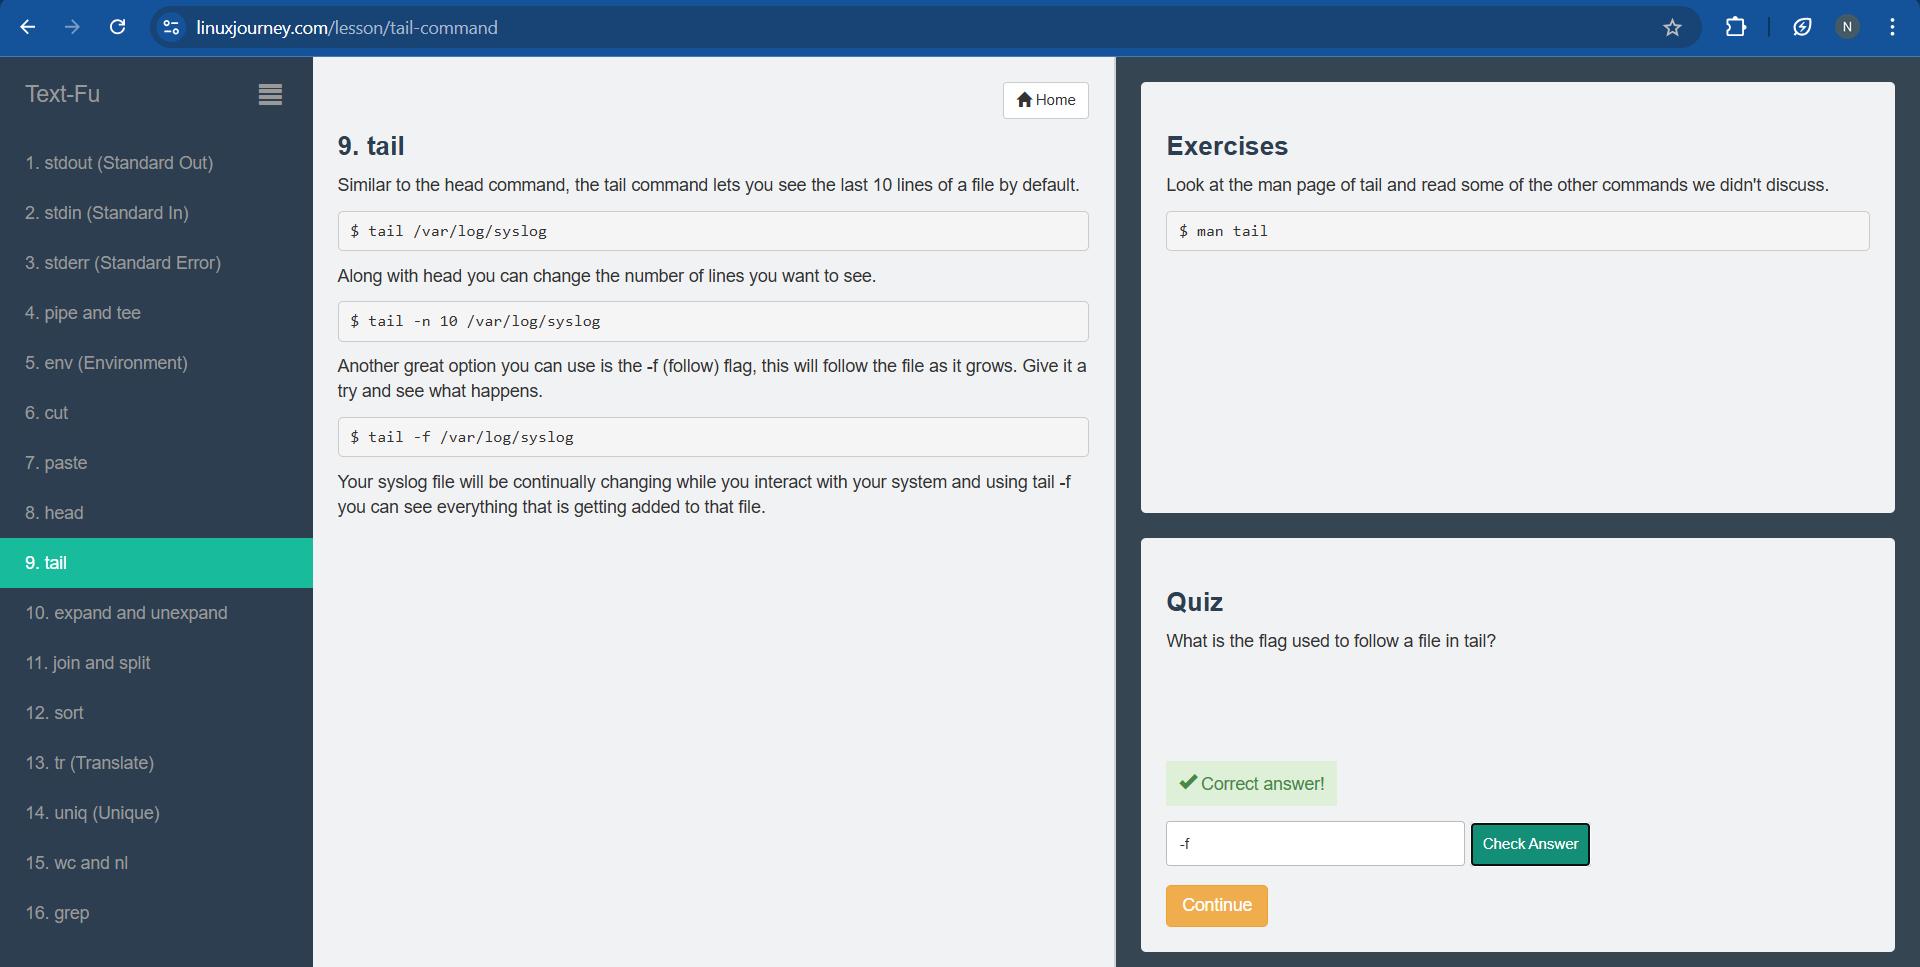 linuxjourney.com/lesson/tail-command
N
Text-Fu
1. stdout (Standard Out)
2. stdin (Standard In)
3. stderr (Standard Error)
4. pipe and tee
5. env (Environment)
6. cut
7. paste
8. head
9. tail
10. expand and unexpand
11. join and split
12. sort
13. tr (Translate)
14. uniq (Unique)
15. wc and nl
16. grep
Home
9. tail
Similar to the head command, the tail command lets you see the last 10 lines of a file by default.
$ tail /var/log/syslog
Along with head you can change the number of lines you want to see.
$ tail -n 10 /var/log/syslog
Another great option you can use is the -f (follow) flag, this will follow the file as it grows. Give it a
try and see what happens.
$ tail -f /var/log/syslog
Your syslog file will be continually changing while you interact with your system and using tail -f
you can see everything that is getting added to that file.
Exercises
Look at the man page of tail and read some of the other commands we didn't discuss.
$ man tail
Quiz
What is the flag used to follow a file in tail?
Correct answer!
-f
Check Answer
Continue